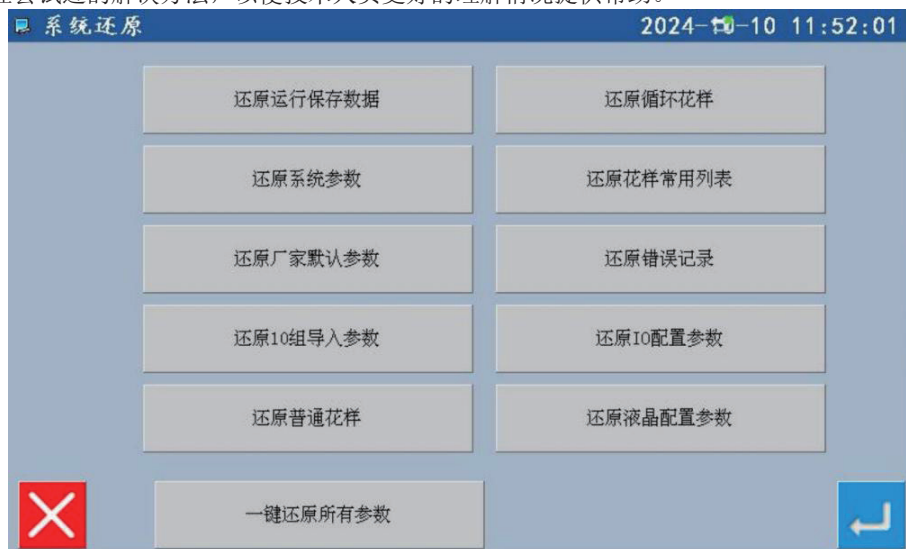 系统还原
2024-10-10 11:52:01
还原运行保存数据
还原循环花样
还原系统参数
还原花样常用列表
还原厂家默认参数
还原错误记录
还原10组导入参数
还原IO配置参数
还原普通花样
还原液晶配置参数
一键还原所有参数